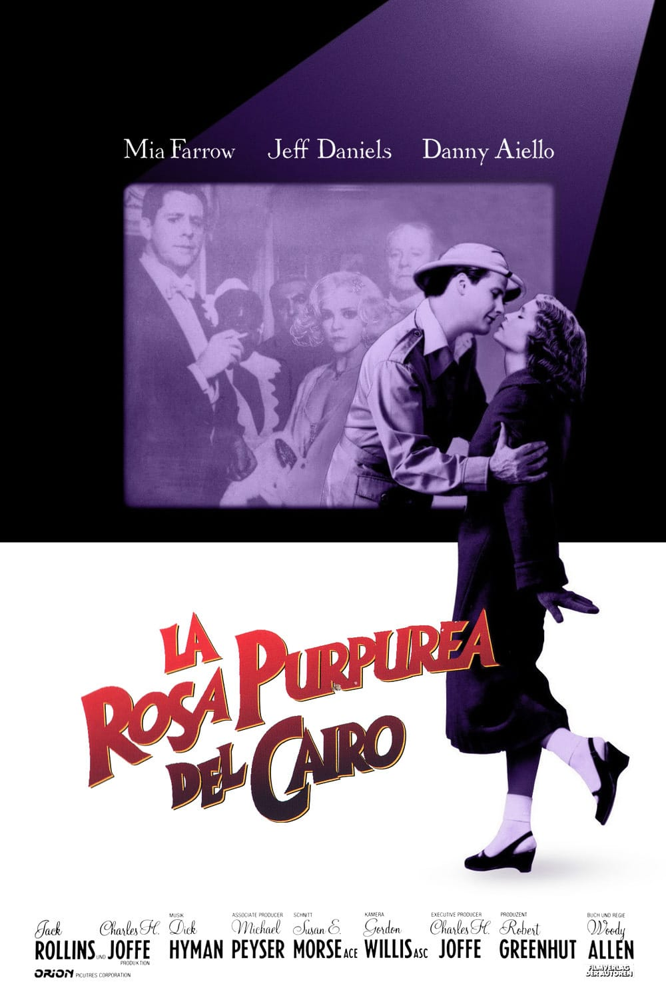 Mia Farrow Jeff Daniels Danny Aiello
LA
ROSA PURPUREA
DEL CAIRO
Jack ROLLINS UND Charles H. JOFFE PRODUKTION
MUSIK Dick HYMAN
ASSOCIATE PRODUCER Michael PEYSER
SCHNITT Susan E. MORSE ACE
KAMERA Gordon WILLIS ASC
EXECUTIVE PRODUCER Charles H. JOFFE
PRODUZENT Robert GREENHUT
BUCH UND REGIE Woody ALLEN
ORION PICUTRES CORPORATION
FILMVERLAG
DER AUTOREN